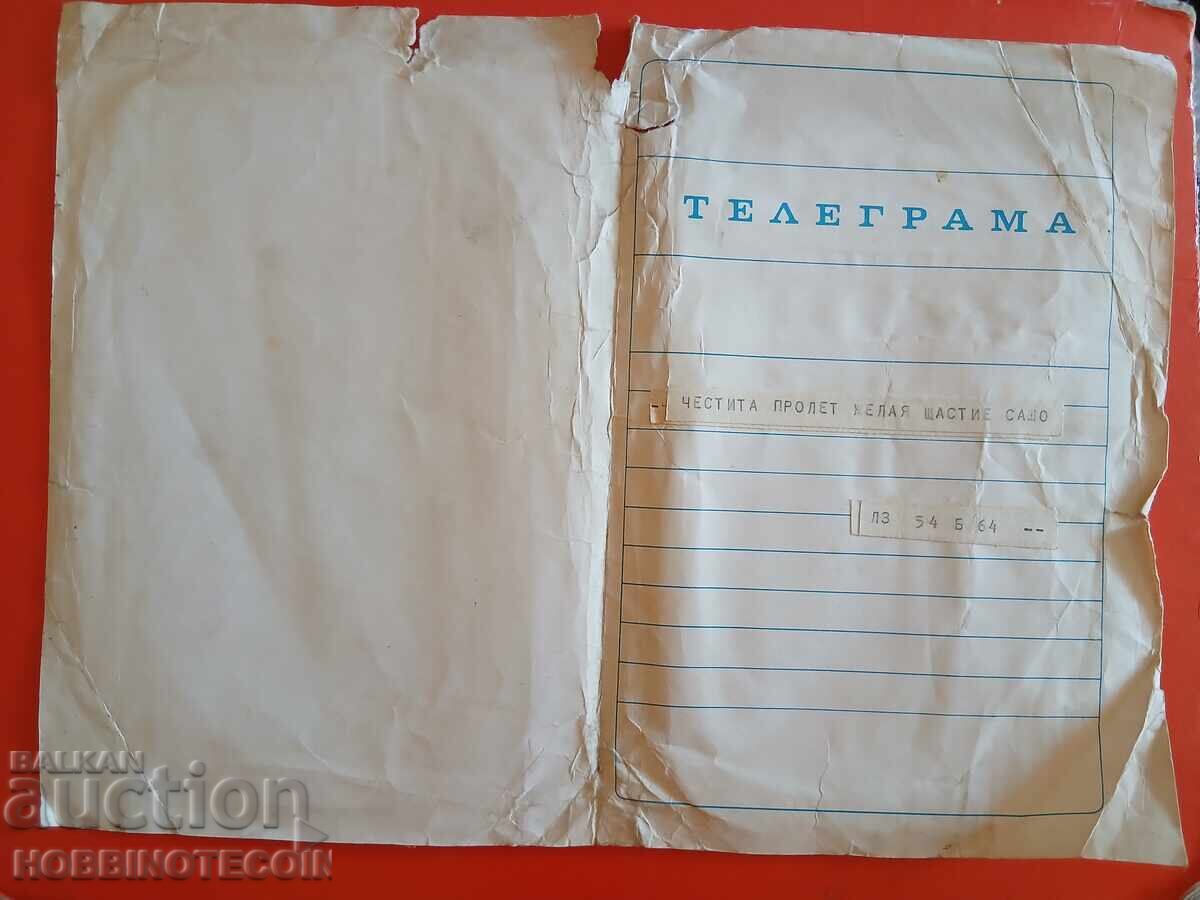 ТЕЛЕГРАМА
-- ЧЕСТИТА ПРОЛЕТ ЖЕЛАЯ ЩАСТИЕ САШО
ЛЗ 54 Б 64 --
BALKAN
auction
HOBBINOTECOIN